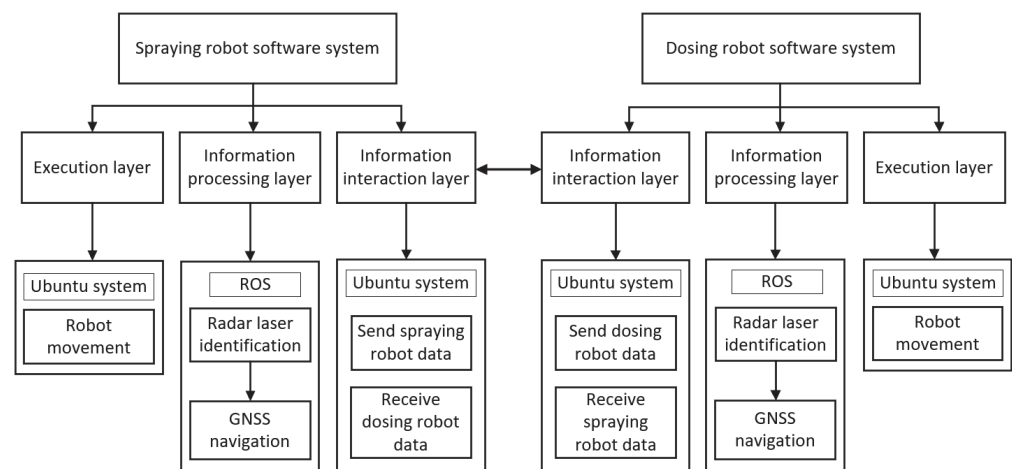 Spraying robot software system
Dosing robot software system
Execution layer
Information
processing layer
Information
interaction layer
Information
interaction layer
Information
processing layer
Execution layer
Ubuntu system
Robot
movement
ROS
Radar laser
identification
GNSS
navigation
Ubuntu system
Send spraying
robot data
Receive
dosing robot
data
Ubuntu system
Send dosing
robot data
Receive
spraying
robot data
ROS
Radar laser
identification
GNSS
navigation
Ubuntu system
Robot
movement